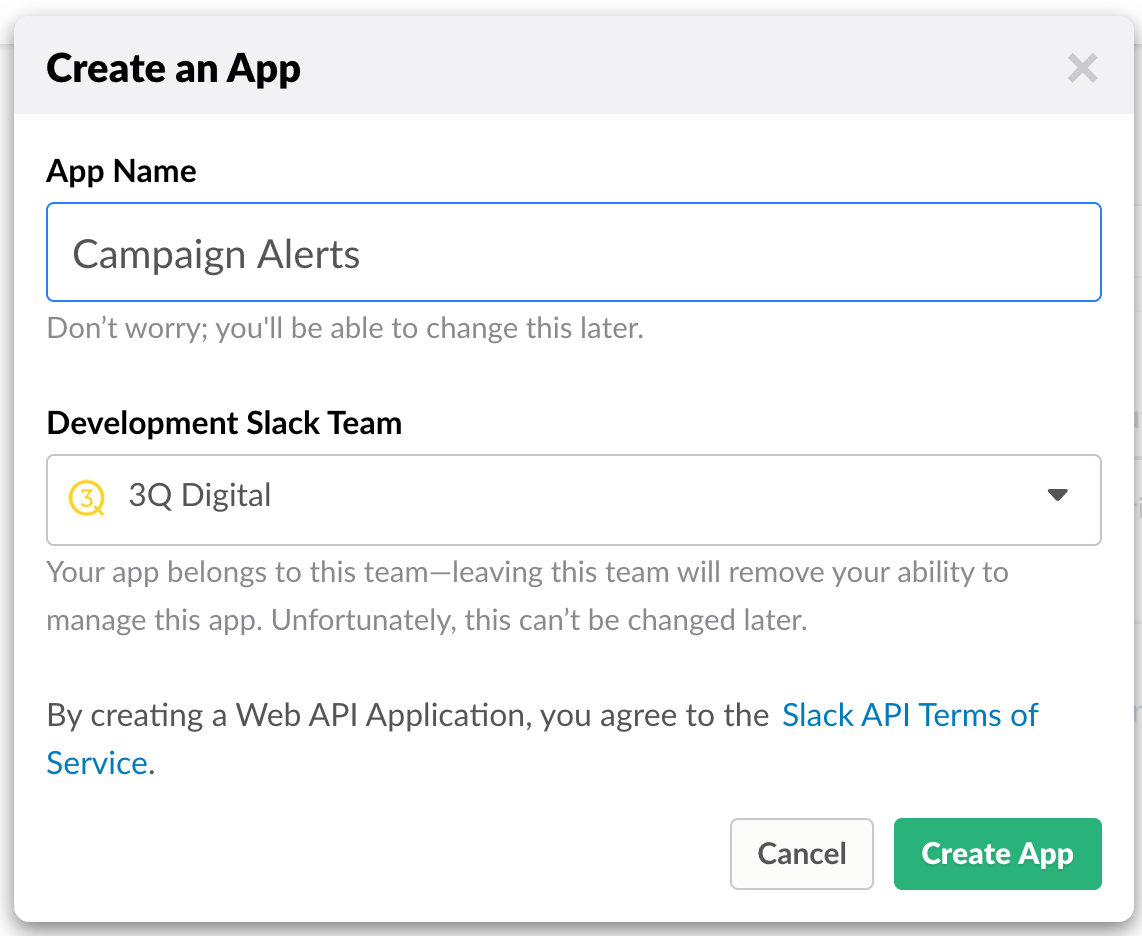 Create an App
App Name
Campaign Alerts
Don’t worry; you'll be able to change this later.
Development Slack Team
3Q Digital
Your app belongs to this team—leaving this team will remove your ability to
manage this app. Unfortunately, this can’t be changed later.
By creating a Web API Application, you agree to the Slack API Terms of
Service.
Cancel
Create App